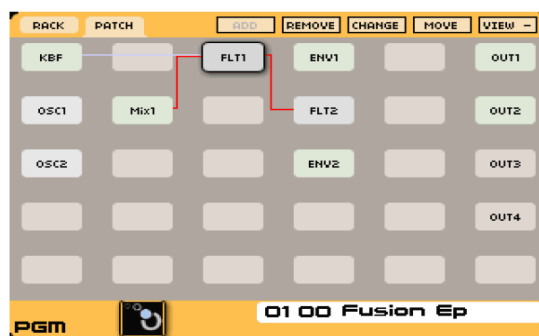 RACK PATCH ADD REMOVE CHANGE MOVE VIEW -
KBF FLT1 ENV1 OUT1
OSC1 Mix1 FLT2 OUT2
OSC2 ENV2 OUT3
OUT4
PGM 01 00 Fusion Ep